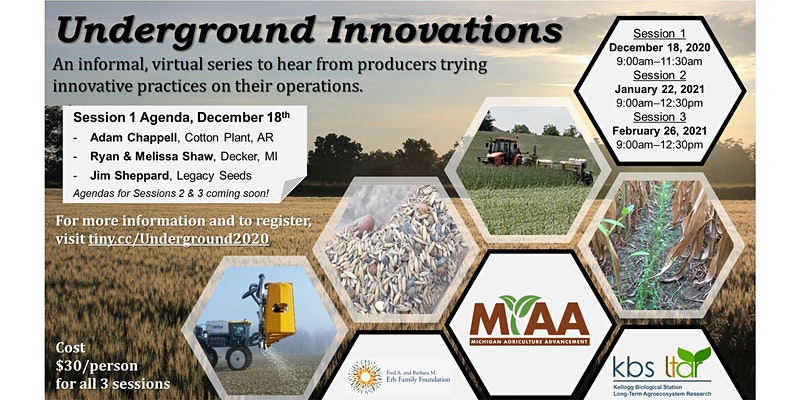 Underground Innovations
An informal, virtual series to hear from producers trying
innovative practices on their operations.
Session 1
December 18, 2020
9:00am–11:30am
Session 2
January 22, 2021
9:00am–12:30pm
Session 3
February 26, 2021
9:00am–12:30pm
Session 1 Agenda, December 18th
- Adam Chappell, Cotton Plant, AR
- Ryan & Melissa Shaw, Decker, MI
- Jim Sheppard, Legacy Seeds
Agendas for Sessions 2 & 3 coming soon!
For more information and to register,
visit tiny.cc/Underground2020
Cost
$30/person
for all 3 sessions
Fred A. and Barbara M.
Erb Family Foundation
MIAA
MICHIGAN AGRICULTURE ADVANCEMENT
kbs ltar
Kellogg Biological Station
Long-Term Agroecosystem Research